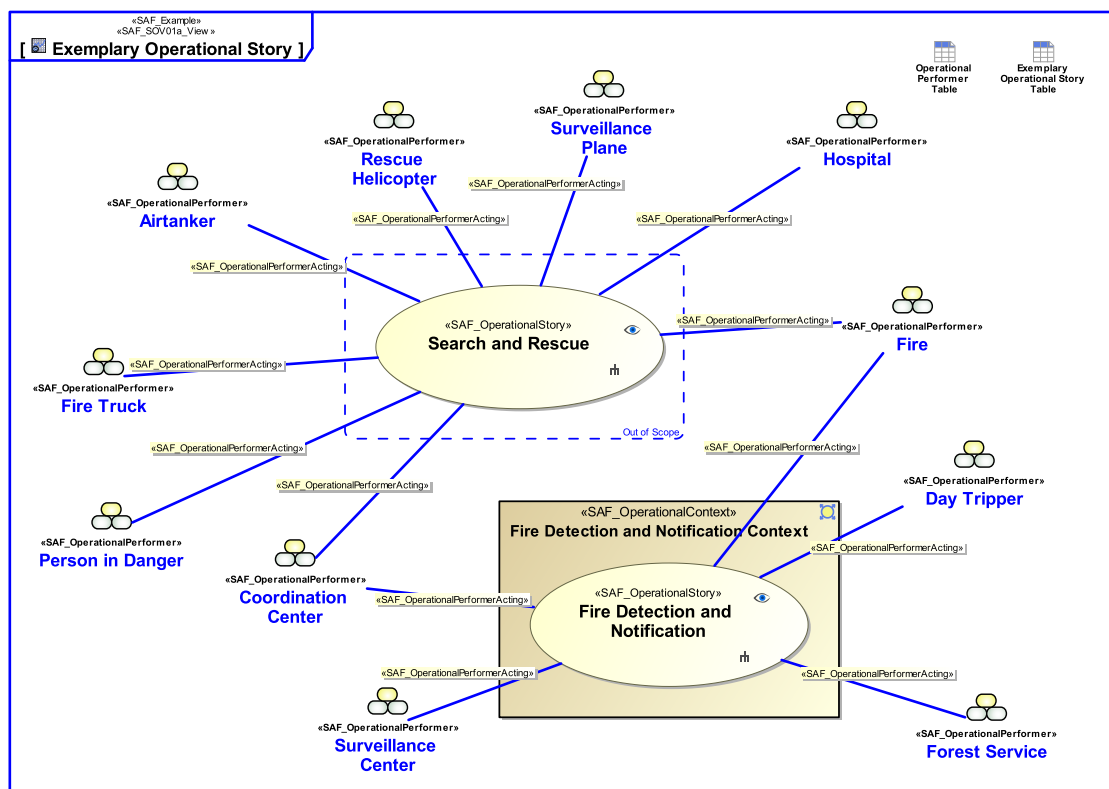 «SAF_Example»
«SAF_SOV01a_View»
[ Exemplary Operational Story ]
Operational
Performer
Table
Exemplary
Operational Story
Table
«SAF_OperationalPerformer»
Surveillance
Plane
«SAF_OperationalPerformer»
Rescue
Helicopter
«SAF_OperationalPerformer»
Hospital
«SAF_OperationalPerformerActing»
«SAF_OperationalPerformer»
Airtanker
«SAF_OperationalPerformerActing»
«SAF_OperationalPerformerActing»
«SAF_OperationalPerformerActing»
«SAF_OperationalStory»
Search and Rescue
«SAF_OperationalPerformerActing»
«SAF_OperationalPerformer»
Fire
«SAF_OperationalPerformerActing»
«SAF_OperationalPerformer»
Fire Truck
Out of Scope
«SAF_OperationalPerformerActing»
«SAF_OperationalPerformerActing»
«SAF_OperationalPerformerActing»
«SAF_OperationalPerformer»
Day Tripper
«SAF_OperationalContext»
Fire Detection and Notification Context
«SAF_OperationalPerformer»
Person in Danger
«SAF_OperationalPerformerActing»
«SAF_OperationalPerformer»
Coordination
Center
«SAF_OperationalPerformerActing»
«SAF_OperationalStory»
Fire Detection and
Notification
«SAF_OperationalPerformerActing»
«SAF_OperationalPerformerActing»
«SAF_OperationalPerformer»
Surveillance
Center
«SAF_OperationalPerformer»
Forest Service